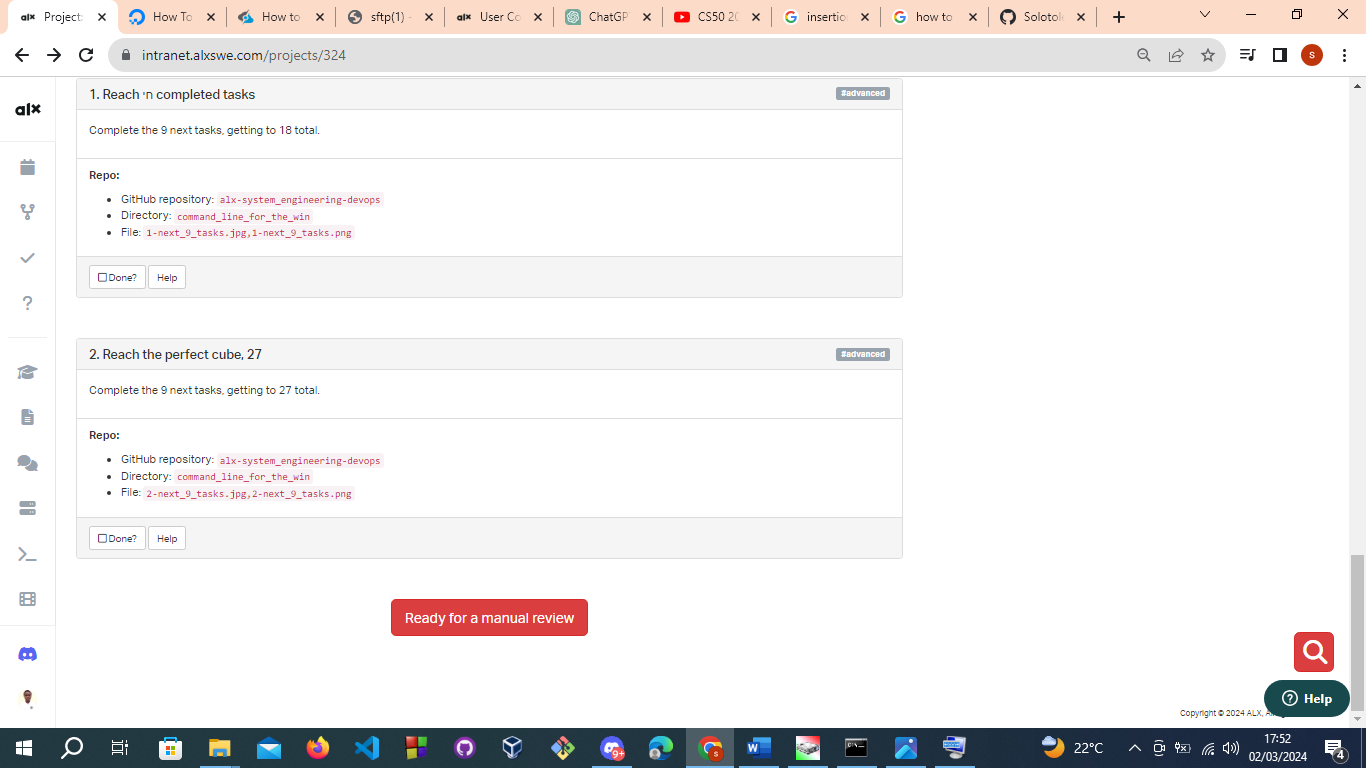 alx Project:
How To
How to
sftp(1) -
alx User Co
ChatGP
CS50 20
insertion
how to
Solotol
intranet.alxswe.com/projects/324
S
alx
1. Reach 'n completed tasks
#advanced
Complete the 9 next tasks, getting to 18 total.
Repo:
GitHub repository: alx-system_engineering-devops
Directory: command_line_for_the_win
File: 1-next_9_tasks.jpg,1-next_9_tasks.png
Done? Help
2. Reach the perfect cube, 27
#advanced
Complete the 9 next tasks, getting to 27 total.
Repo:
GitHub repository: alx-system_engineering-devops
Directory: command_line_for_the_win
File: 2-next_9_tasks.jpg,2-next_9_tasks.png
Done? Help
Ready for a manual review
Help
Copyright © 2024 ALX,
9+
W
S
22°C
17:52
02/03/2024
4